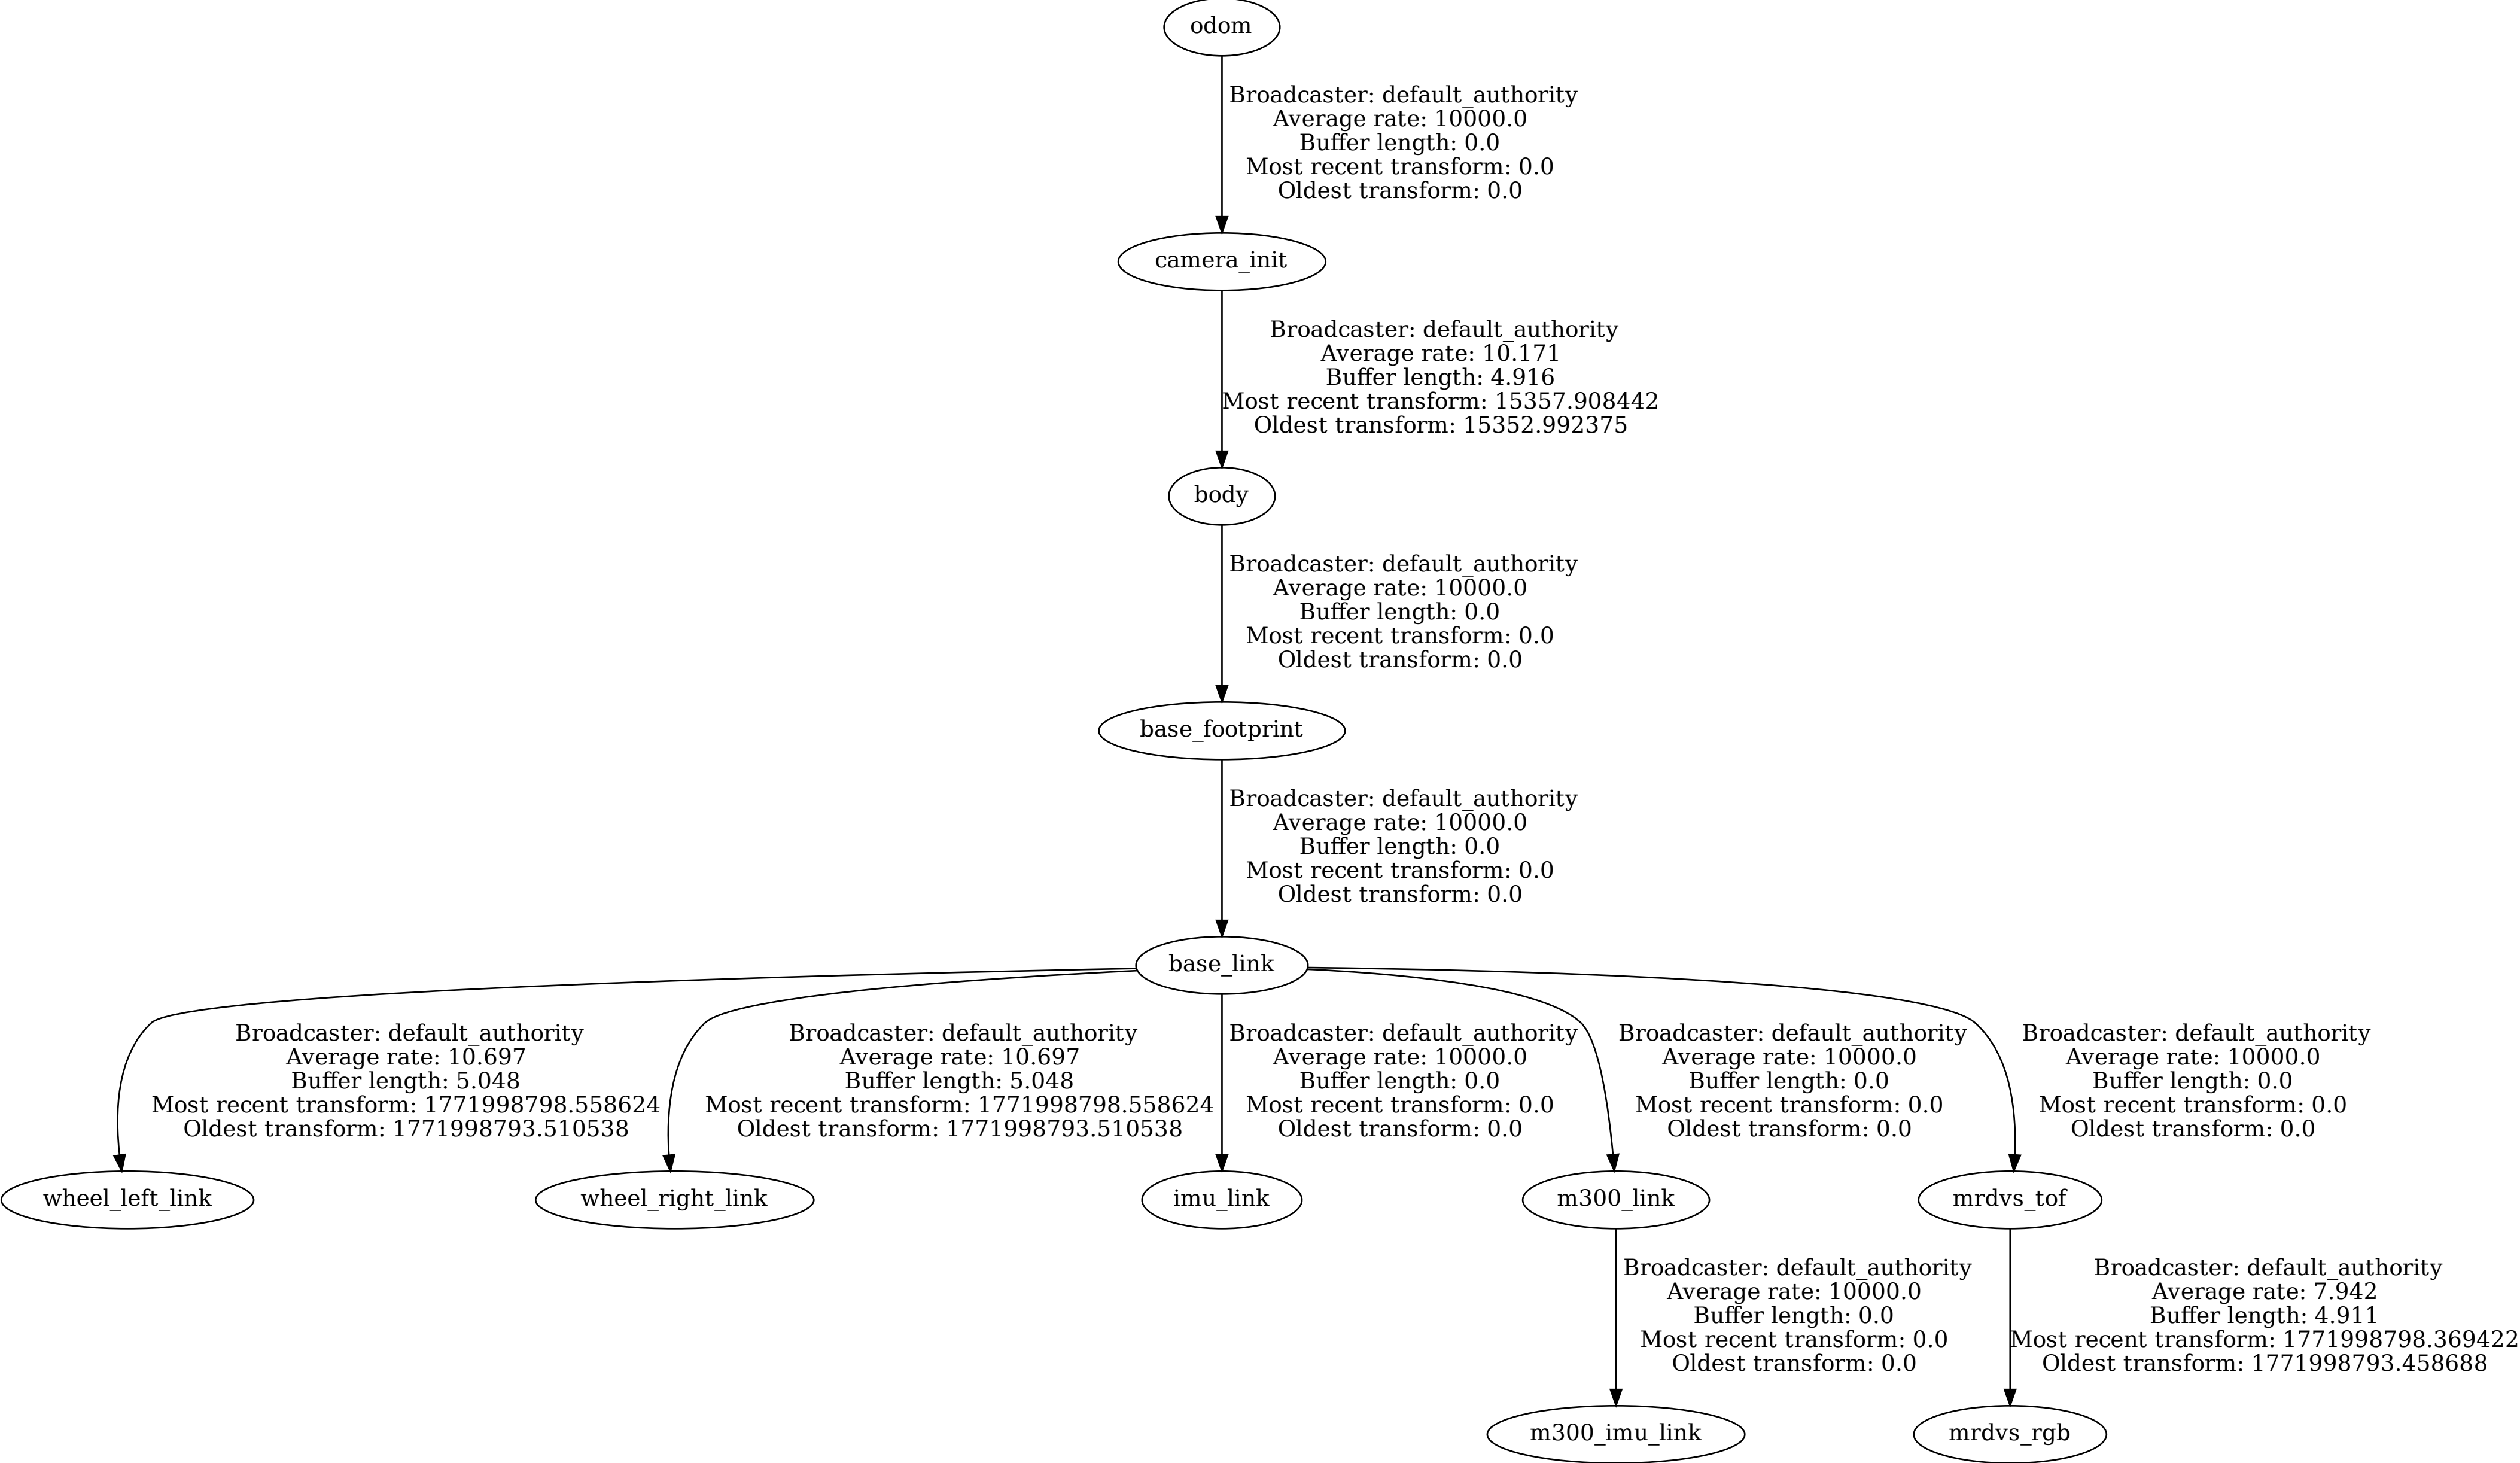 odom
Broadcaster: default_authority
Average rate: 10000.0
Buffer length: 0.0
Most recent transform: 0.0
Oldest transform: 0.0
camera_init
Broadcaster: default_authority
Average rate: 10.171
Buffer length: 4.916
Most recent transform: 15357.908442
Oldest transform: 15352.992375
body
Broadcaster: default_authority
Average rate: 10000.0
Buffer length: 0.0
Most recent transform: 0.0
Oldest transform: 0.0
base_footprint
Broadcaster: default_authority
Average rate: 10000.0
Buffer length: 0.0
Most recent transform: 0.0
Oldest transform: 0.0
base_link
Broadcaster: default_authority
Average rate: 10.697
Buffer length: 5.048
Most recent transform: 1771998798.558624
Oldest transform: 1771998793.510538
Broadcaster: default_authority
Average rate: 10.697
Buffer length: 5.048
Most recent transform: 1771998798.558624
Oldest transform: 1771998793.510538
Broadcaster: default_authority
Average rate: 10000.0
Buffer length: 0.0
Most recent transform: 0.0
Oldest transform: 0.0
Broadcaster: default_authority
Average rate: 10000.0
Buffer length: 0.0
Most recent transform: 0.0
Oldest transform: 0.0
Broadcaster: default_authority
Average rate: 10000.0
Buffer length: 0.0
Most recent transform: 0.0
Oldest transform: 0.0
wheel_left_link
wheel_right_link
imu_link
m300_link
mrdvs_tof
Broadcaster: default_authority
Average rate: 10000.0
Buffer length: 0.0
Most recent transform: 0.0
Oldest transform: 0.0
Broadcaster: default_authority
Average rate: 7.942
Buffer length: 4.911
Most recent transform: 1771998798.369422
Oldest transform: 1771998793.458688
m300_imu_link
mrdvs_rgb